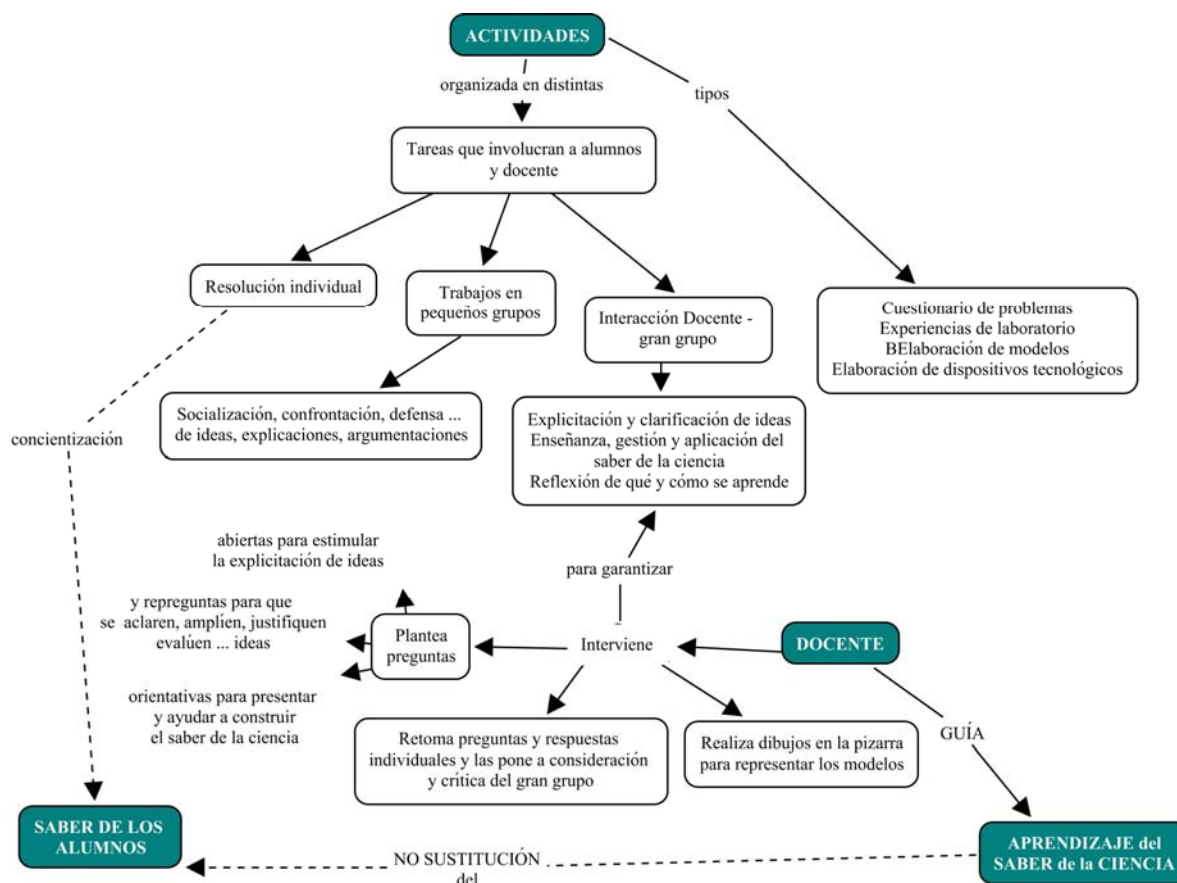 ACTIVIDADES
organizada en distintas
tipos
Tareas que involucran a alumnos
y docente
Resolución individual
Trabajos en
pequeños grupos
Interacción Docente -
gran grupo
Cuestionario de problemas
Experiencias de laboratorio
BElaboración de modelos
Elaboración de dispositivos tecnológicos
concientización
Socialización, confrontación, defensa ...
de ideas, explicaciones, argumentaciones
Explicitación y clarificación de ideas
Enseñanza, gestión y aplicación del
saber de la ciencia
Reflexión de qué y cómo se aprende
abiertas para estimular
la explicitación de ideas
para garantizar
y repreguntas para que
se aclaren, amplíen, justifiquen
evalúen ... ideas
Plantea
preguntas
Interviene
DOCENTE
orientativas para presentar
y ayudar a construir
el saber de la ciencia
Retoma preguntas y respuestas
individuales y las pone a consideración
y crítica del gran grupo
Realiza dibujos en la pizarra
para representar los modelos
GUÍA
SABER DE LOS
ALUMNOS
NO SUSTITUCIÓN
del
APRENDIZAJE del
SABER de la CIENCIA